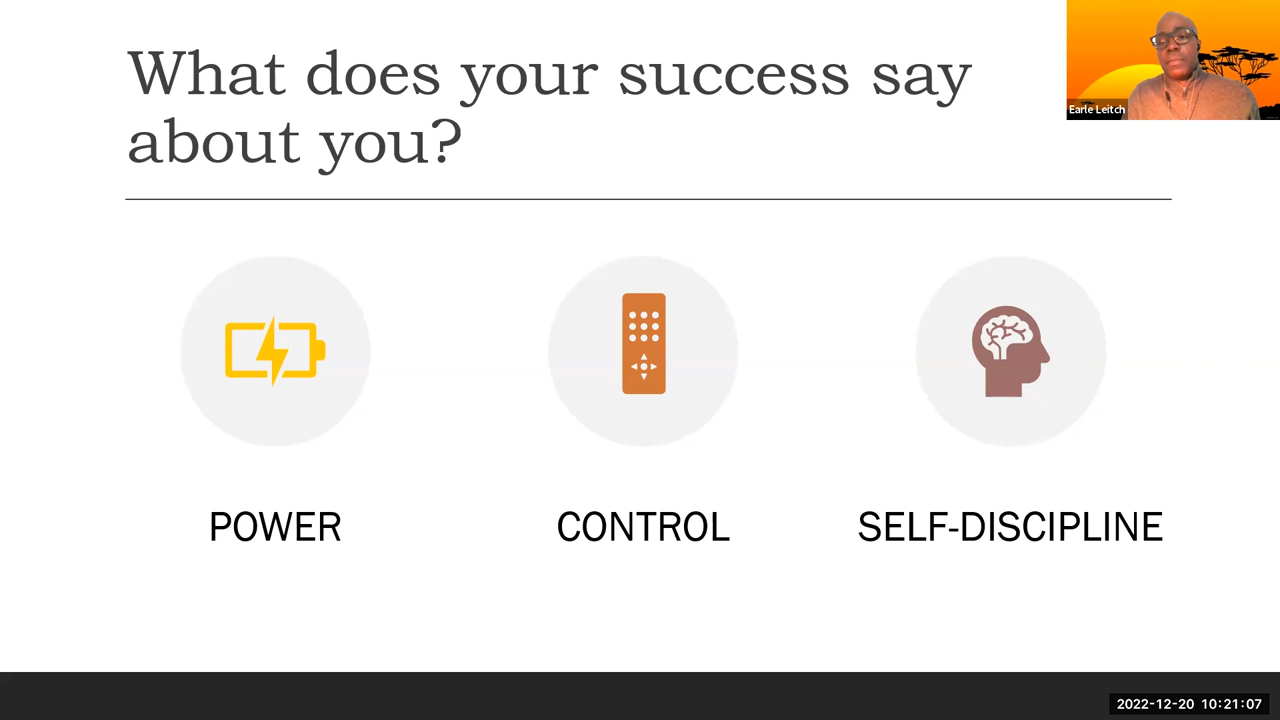 What does your success say
about you?
Earle Leitch
POWER
CONTROL
SELF-DISCIPLINE
2022-12-20 10:21:07